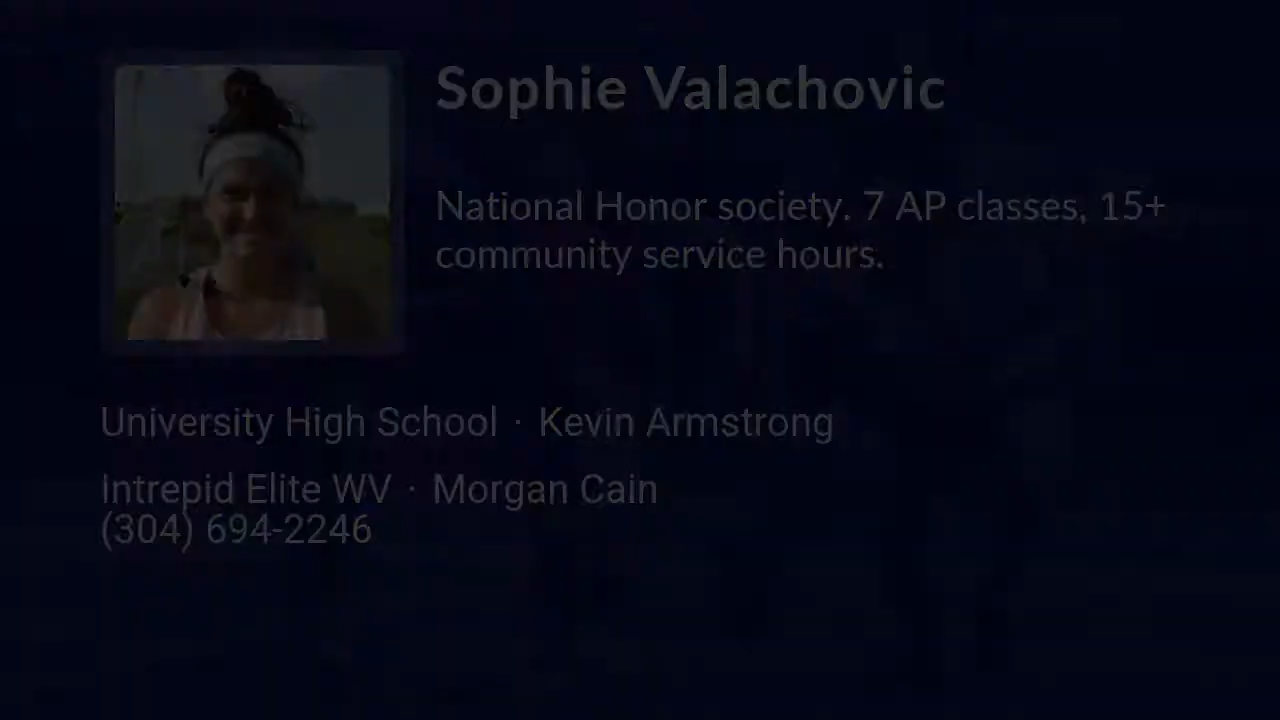 Sophie Valachovic
National Honor society. 7 AP classes, 15+
community service hours.
University High School · Kevin Armstrong
Intrepid Elite WV · Morgan Cain
(304) 694-2246